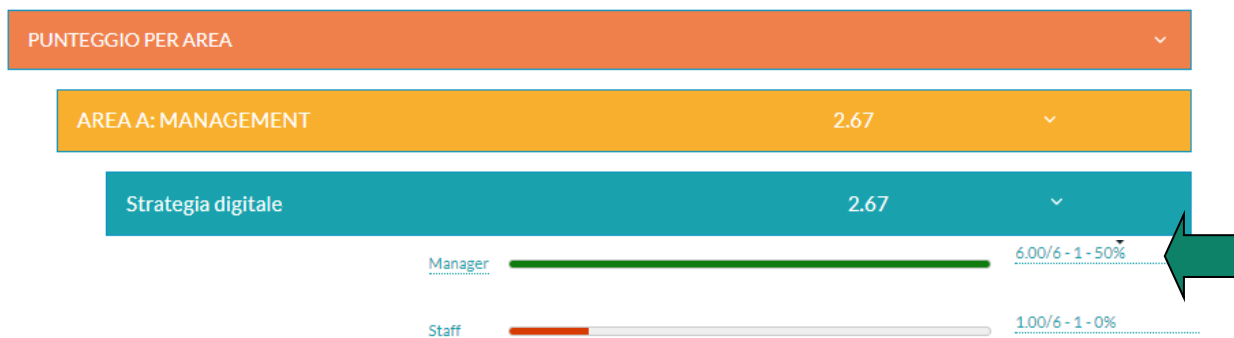 PUNTEGGIO PER AREA
AREA A: MANAGEMENT 2.67
Strategia digitale 2.67
Manager 6.00/6 - 1 - 50%
Staff 1.00/6 - 1 - 0%